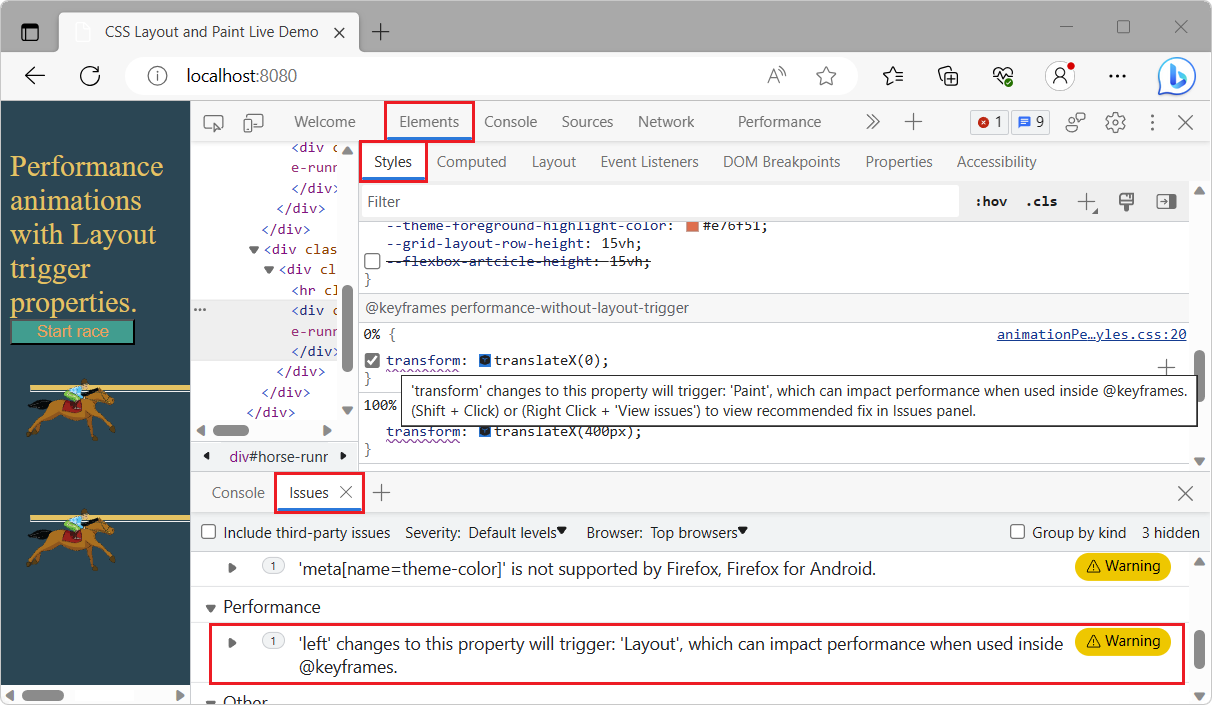 CSS Layout and Paint Live Demo
localhost:8080
Performance
animations
with Layout
trigger
properties.
Start race
Welcome Elements Console Sources Network Performance 1 9
<div c
e-runr
</div>
</div>
</div>
<div clas
<div cl
<hr cl
<div c
e-runr
</div>
</div>
</div>
</div>
div#horse-runr
Styles Computed Layout Event Listeners DOM Breakpoints Properties Accessibility
Filter :hov .cls
--theme-foreground-highlight-color: #e76f51;
--grid-layout-row-height: 15vh;
--flexbox-artcicle-height: 15vh;
}
@keyframes performance-without-layout-trigger
0% { animationPe…yles.css:20
transform: translateX(0);
}
'transform' changes to this property will trigger: 'Paint', which can impact performance when used inside @keyframes.
(Shift + Click) or (Right Click + 'View issues') to view recommended fix in Issues panel.
100%
transform: translateX(400px);
}
Console Issues
Include third-party issues Severity: Default levels Browser: Top browsers Group by kind 3 hidden
1 'meta[name=theme-color]' is not supported by Firefox, Firefox for Android. Warning
Performance
1 'left' changes to this property will trigger: 'Layout', which can impact performance when used inside Warning
@keyframes.
Other